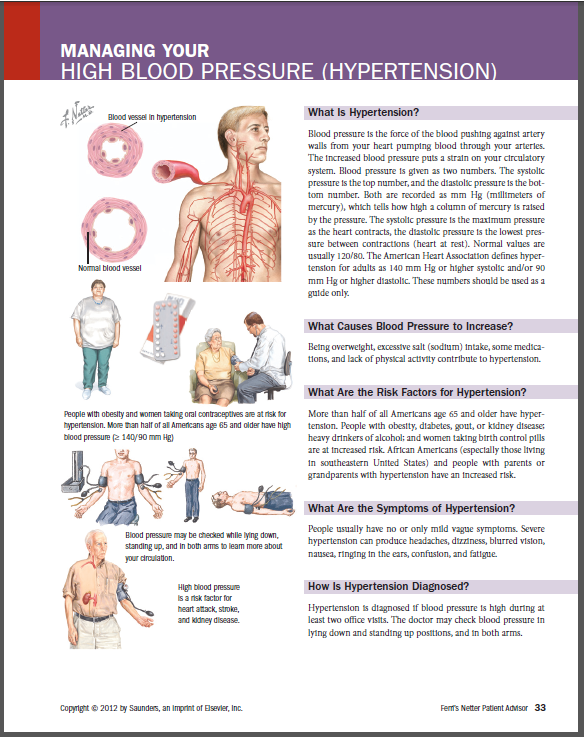 MANAGING YOUR
HIGH BLOOD PRESSURE (HYPERTENSION)
Blood vessel in hypertension
Normal blood vessel
People with obesity and women taking oral contraceptives are at risk for
hypertension. More than half of all Americans age 65 and older have high
blood pressure (≥ 140/90 mm Hg)
Blood pressure may be checked while lying down,
standing up, and in both arms to learn more about
your circulation.
High blood pressure
is a risk factor for
heart attack, stroke,
and kidney disease.
What Is Hypertension?
Blood pressure is the force of the blood pushing against artery
walls from your heart pumping blood through your arteries.
The increased blood pressure puts a strain on your circulatory
system. Blood pressure is given as two numbers. The systolic
pressure is the top number, and the diastolic pressure is the bot-
tom number. Both are recorded as mm Hg (millimeters of
mercury), which tells how high a column of mercury is raised
by the pressure. The systolic pressure is the maximum pressure
as the heart contracts, the diastolic pressure is the lowest pres-
sure between contractions (heart at rest). Normal values are
usually 120/80. The American Heart Association defines hyper-
tension for adults as 140 mm Hg or higher systolic and/or 90
mm Hg or higher diastolic. These numbers should be used as a
guide only.
What Causes Blood Pressure to Increase?
Being overweight, excessive salt (sodium) intake, some medica-
tions, and lack of physical activity contribute to hypertension.
What Are the Risk Factors for Hypertension?
More than half of all Americans age 65 and older have hyper-
tension. People with obesity, diabetes, gout, or kidney disease;
heavy drinkers of alcohol; and women taking birth control pills
are at increased risk. African Americans (especially those living
in southeastern United States) and people with parents or
grandparents with hypertension have an increased risk.
What Are the Symptoms of Hypertension?
People usually have no or only mild vague symptoms. Severe
hypertension can produce headaches, dizziness, blurred vision,
nausea, ringing in the ears, confusion, and fatigue.
How Is Hypertension Diagnosed?
Hypertension is diagnosed if blood pressure is high during at
least two office visits. The doctor may check blood pressure in
lying down and standing up positions, and in both arms.
Copyright © 2012 by Saunders, an imprint of Elsevier, Inc.
Ferri's Netter Patient Advisor 33